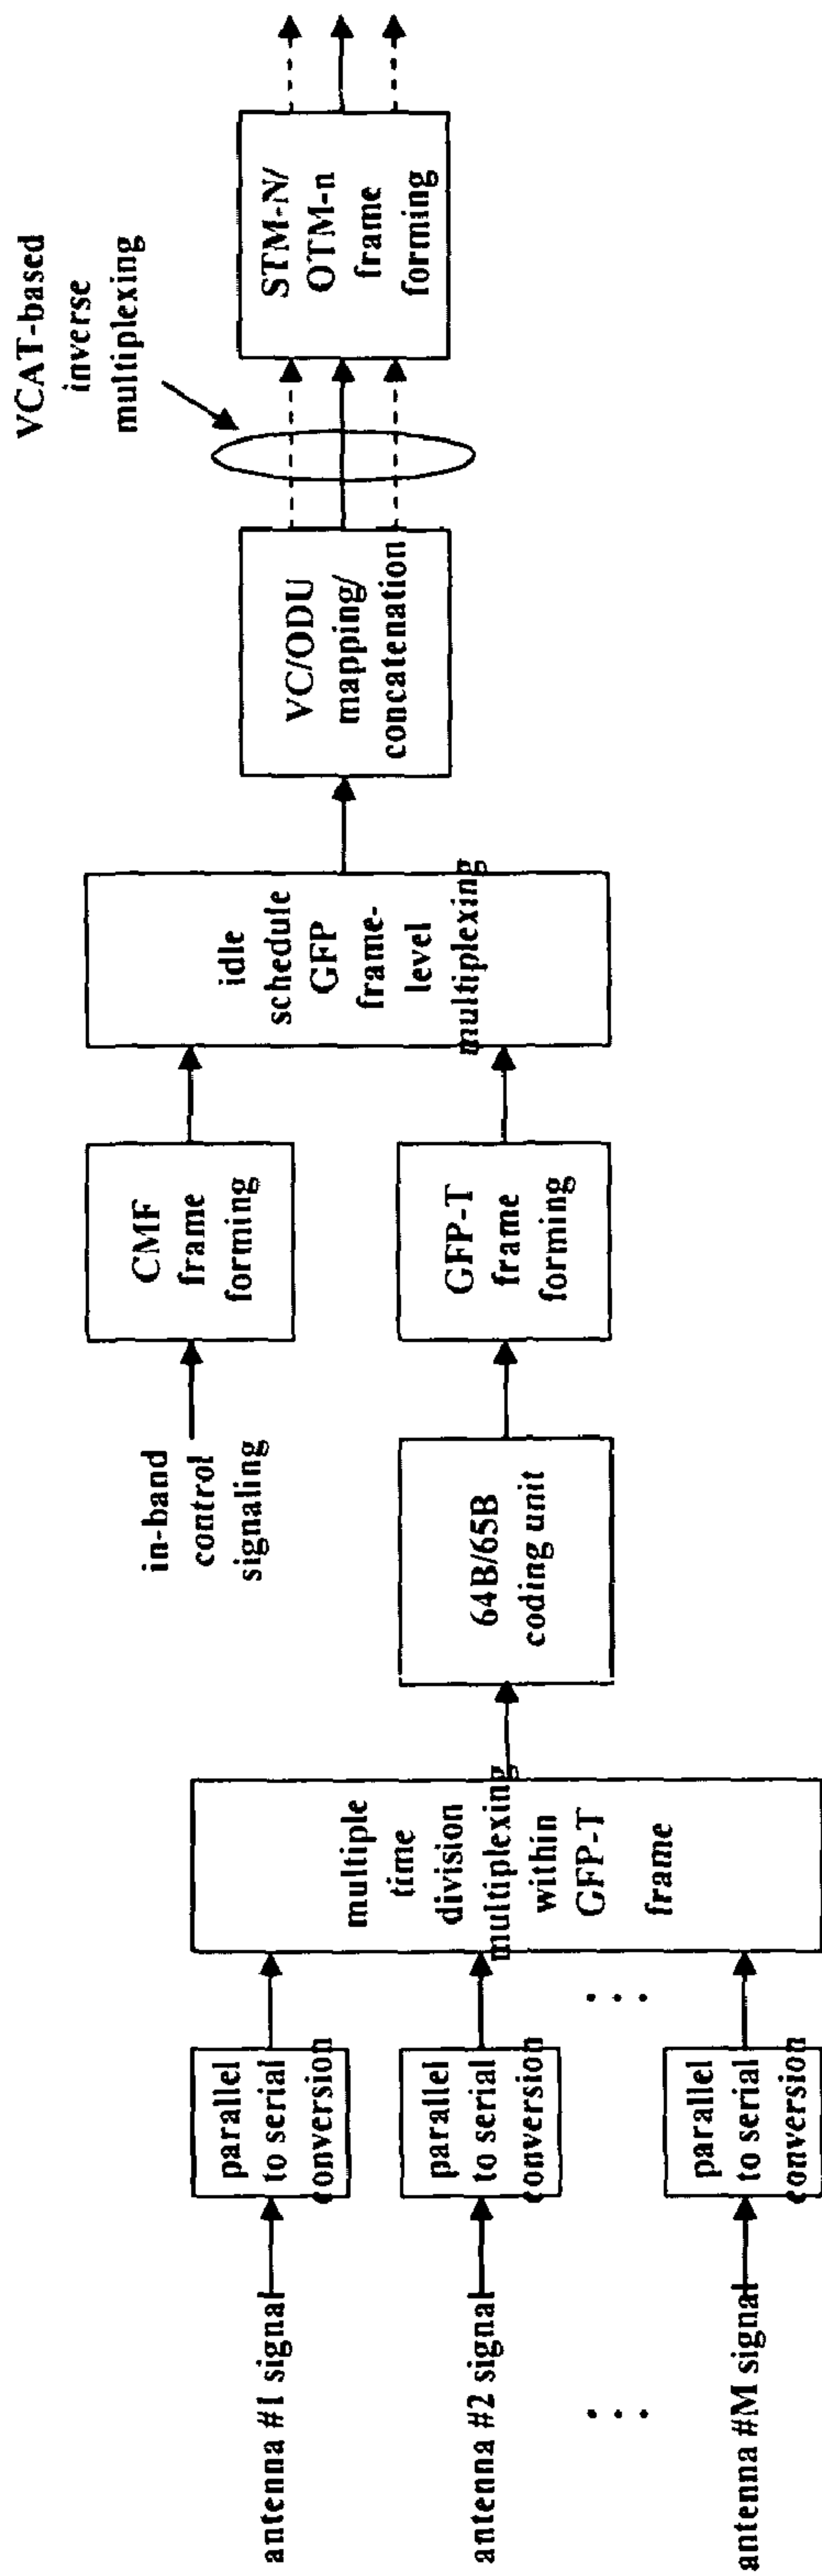 antenna #1 signal
antenna #2 signal
antenna #M signal
parallel
to serial
conversion
parallel
to serial
conversion
parallel
to serial
conversion
multiple
time
division
multiplexing
within
GFP-T
frame
64B/65B
coding unit
in-band
control
signaling
CMF
frame
forming
GFP-T
frame
forming
idle
schedule
GFP
frame-
level
multiplexing
VC/ODU
mapping/
concatenation
VCAT-based
inverse
multiplexing
STM-N/
OTM-n
frame
forming